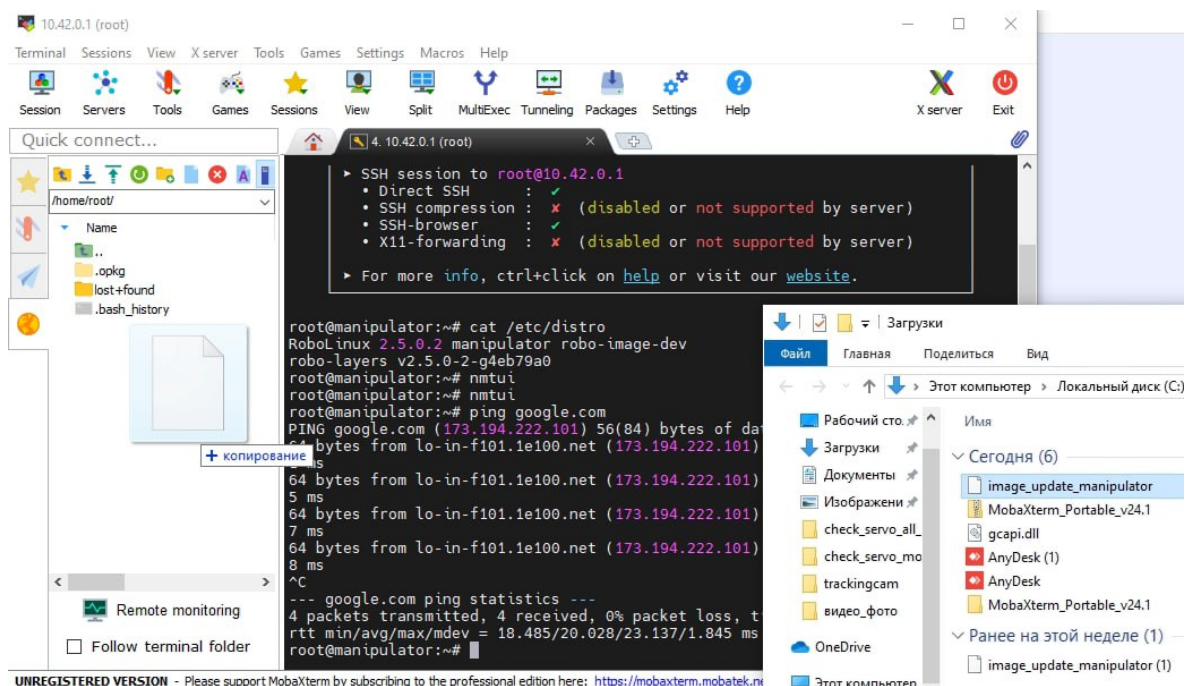 10.42.0.1 (root)
Terminal Sessions View X server Tools Games Settings Macros Help
Session Servers Tools Games Sessions View Split MultiExec Tunneling Packages Settings Help X server Exit
Quick connect...
4. 10.42.0.1 (root)
/home/root/
Name
..
.opkg
lost+found
.bash_history
+ копирование
Remote monitoring
Follow terminal folder
► SSH session to root@10.42.0.1
• Direct SSH : ✔
• SSH compression : ✘ (disabled or not supported by server)
• SSH-browser : ✔
• X11-forwarding : ✘ (disabled or not supported by server)
► For more info, ctrl+click on help or visit our website.
root@manipulator:~# cat /etc/distro
RoboLinux 2.5.0.2 manipulator robo-image-dev
robo-layers v2.5.0-2-g4eb79a0
root@manipulator:~# nmtui
root@manipulator:~# nmtui
root@manipulator:~# ping google.com
PING google.com (173.194.222.101) 56(84) bytes of da
64 bytes from lo-in-f101.1e100.net (173.194.222.101)
ms
64 bytes from lo-in-f101.1e100.net (173.194.222.101)
5 ms
64 bytes from lo-in-f101.1e100.net (173.194.222.101)
7 ms
64 bytes from lo-in-f101.1e100.net (173.194.222.101)
8 ms
^C
--- google.com ping statistics ---
4 packets transmitted, 4 received, 0% packet loss, t
rtt min/avg/max/mdev = 18.485/20.028/23.137/1.845 ms
root@manipulator:~#
Загрузки
Файл Главная Поделиться Вид
Этот компьютер › Локальный диск (C:)
Рабочий сто.
Загрузки
Документы
Изображени
check_servo_all_
check_servo_mo
trackingcam
видео_фото
OneDrive
Этот компьютер
Имя
Сегодня (6)
image_update_manipulator
MobaXterm_Portable_v24.1
gcapi.dll
AnyDesk (1)
AnyDesk
MobaXterm_Portable_v24.1
Ранее на этой неделе (1)
image_update_manipulator (1)
UNREGISTERED VERSION - Please support MobaXterm by subscribing to the professional edition here: https://mobaxterm.mobatek.ne